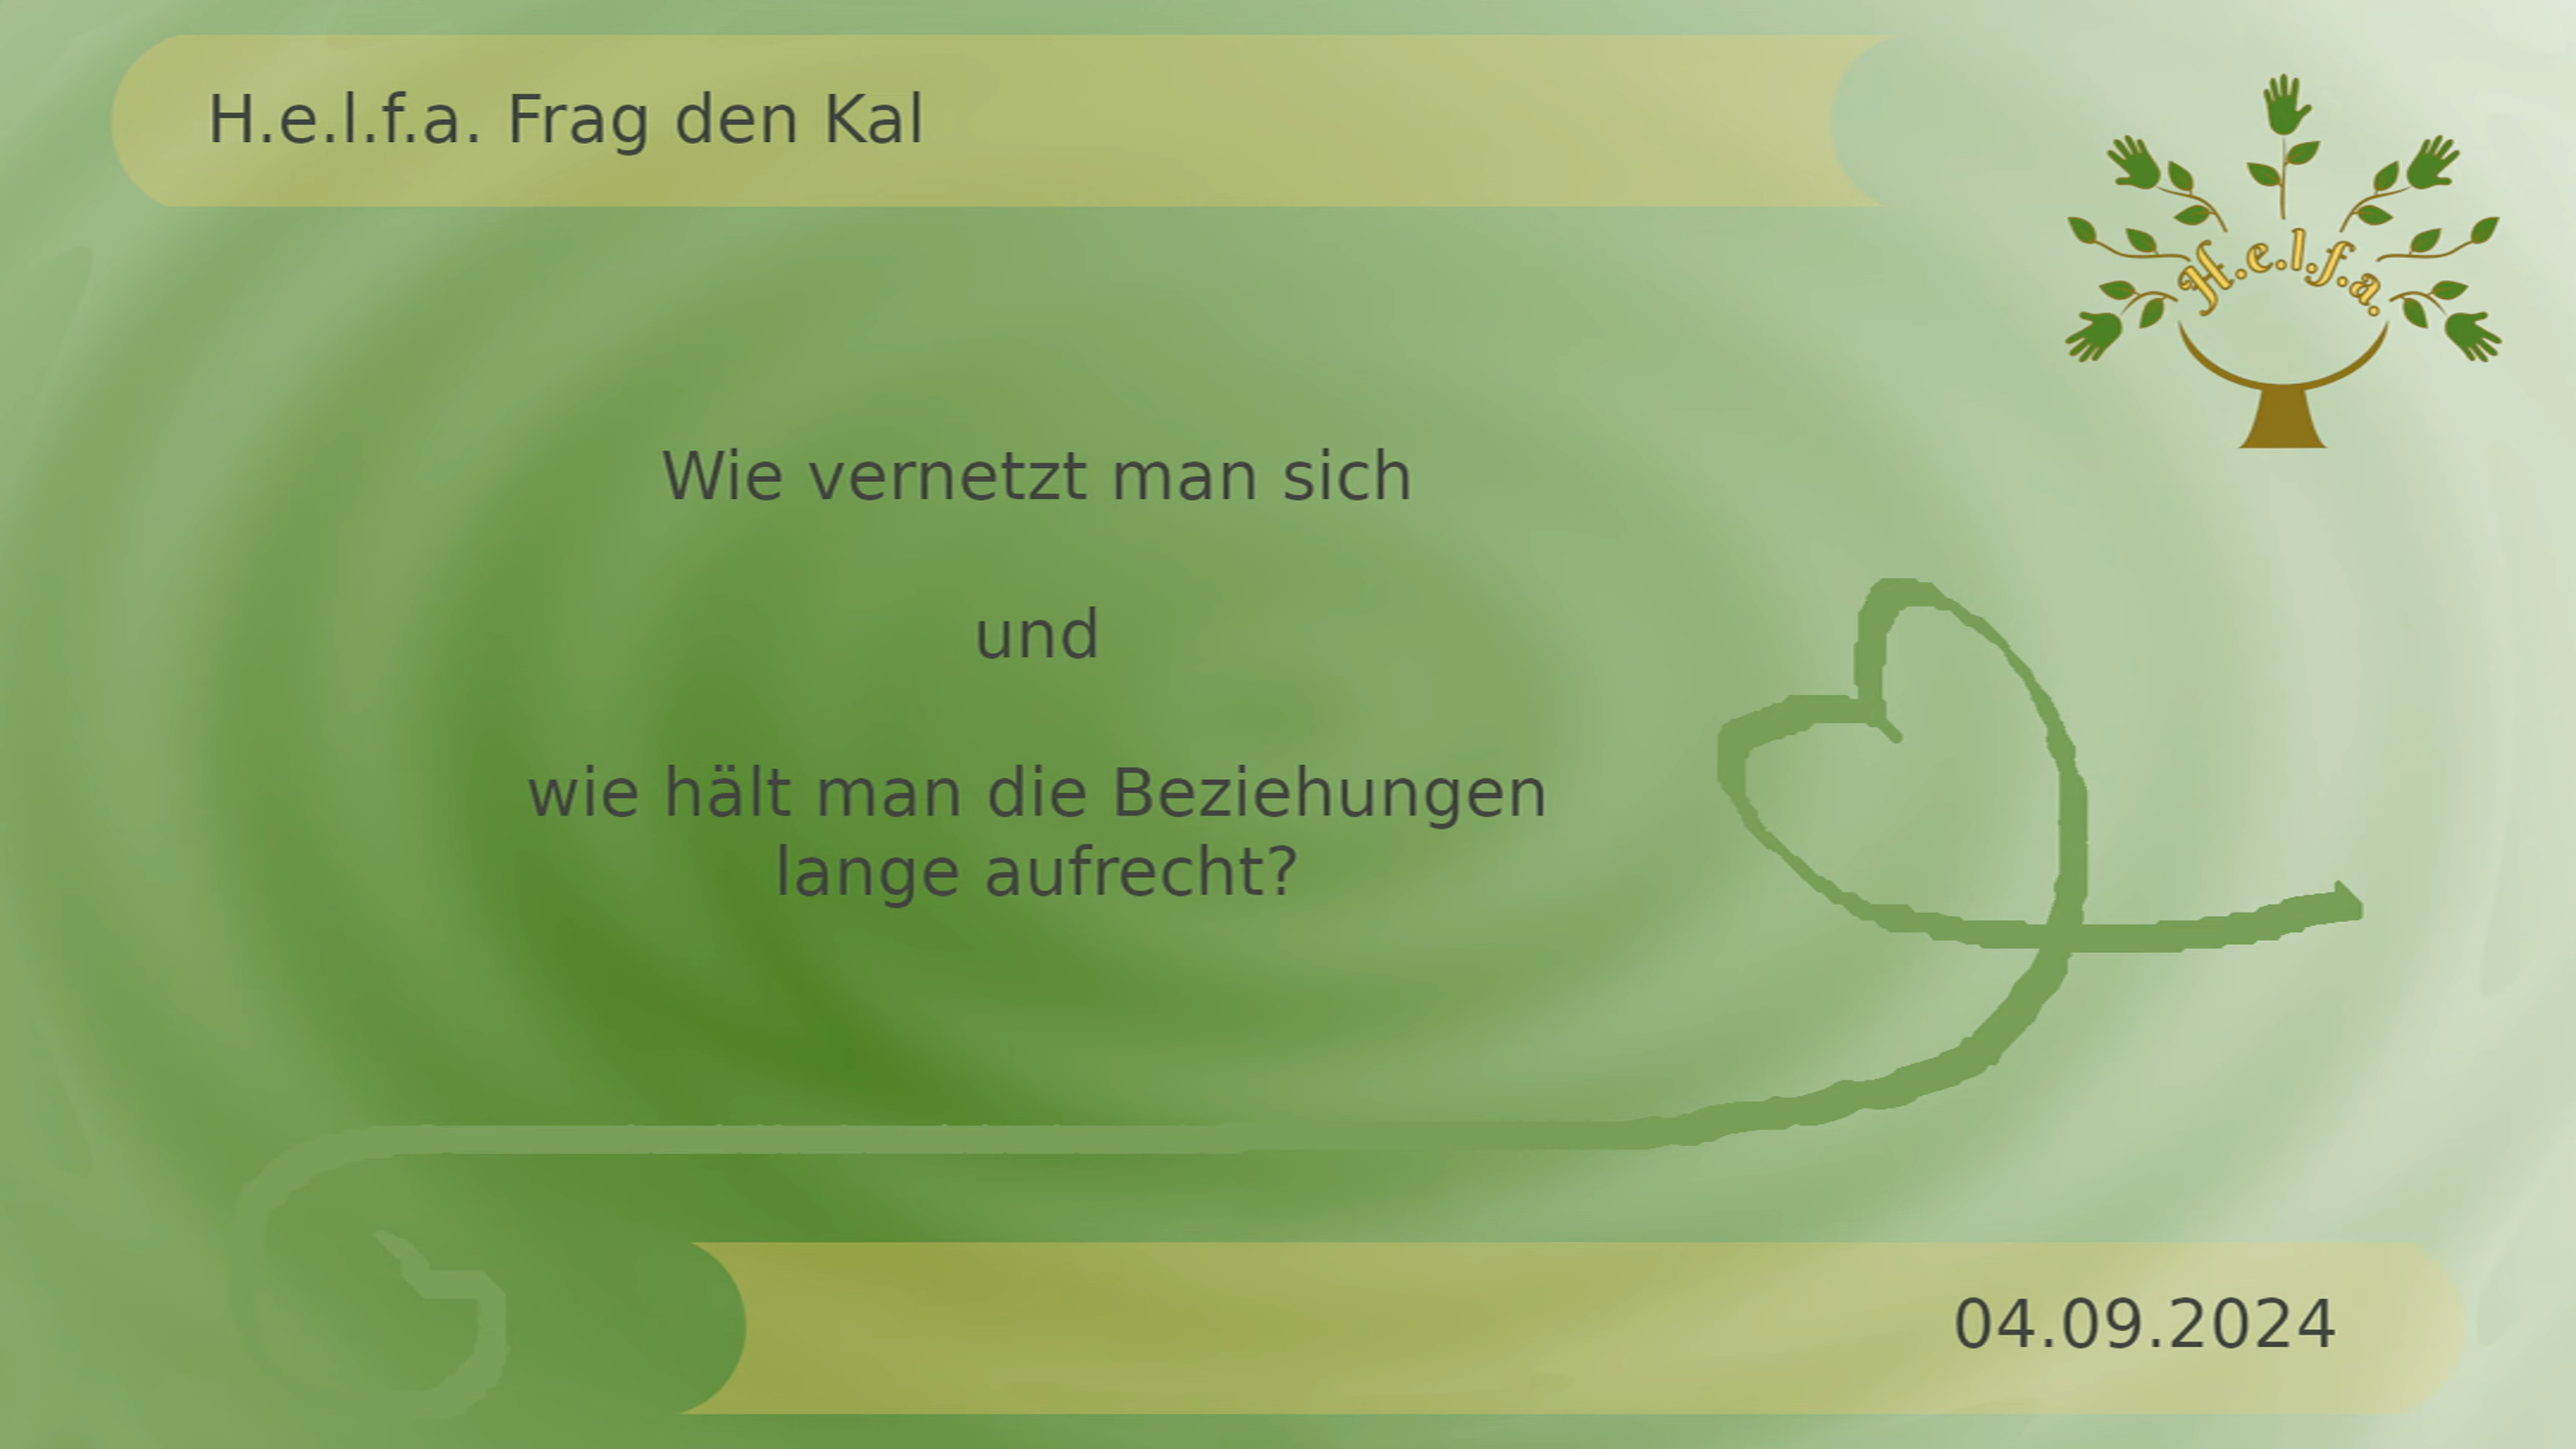 H.e.l.f.a. Frag den Kal
H.e.l.f.a.
Wie vernetzt man sich
und
wie hält man die Beziehungen
lange aufrecht?
04.09.2024